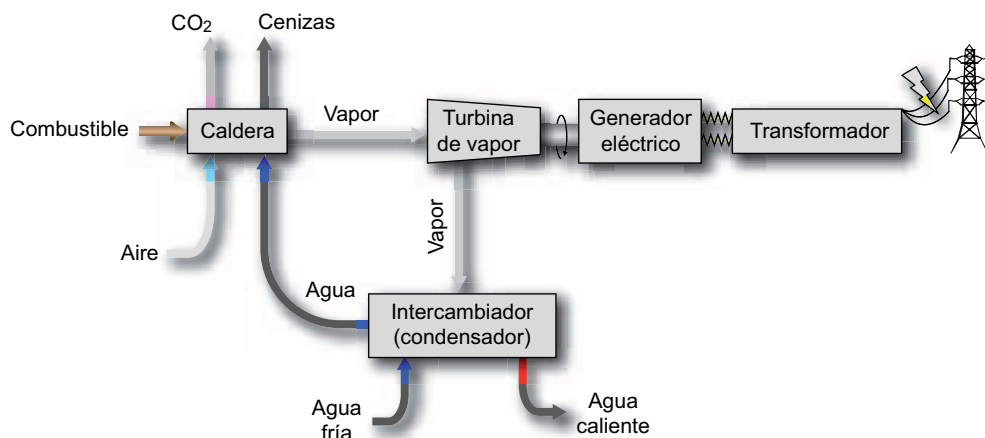 CO2
Cenizas
Combustible
Caldera
Vapor
Turbina
de vapor
Generador
eléctrico
Transformador
Aire
Vapor
Agua
Intercambiador
(condensador)
Agua
fría
Agua
caliente